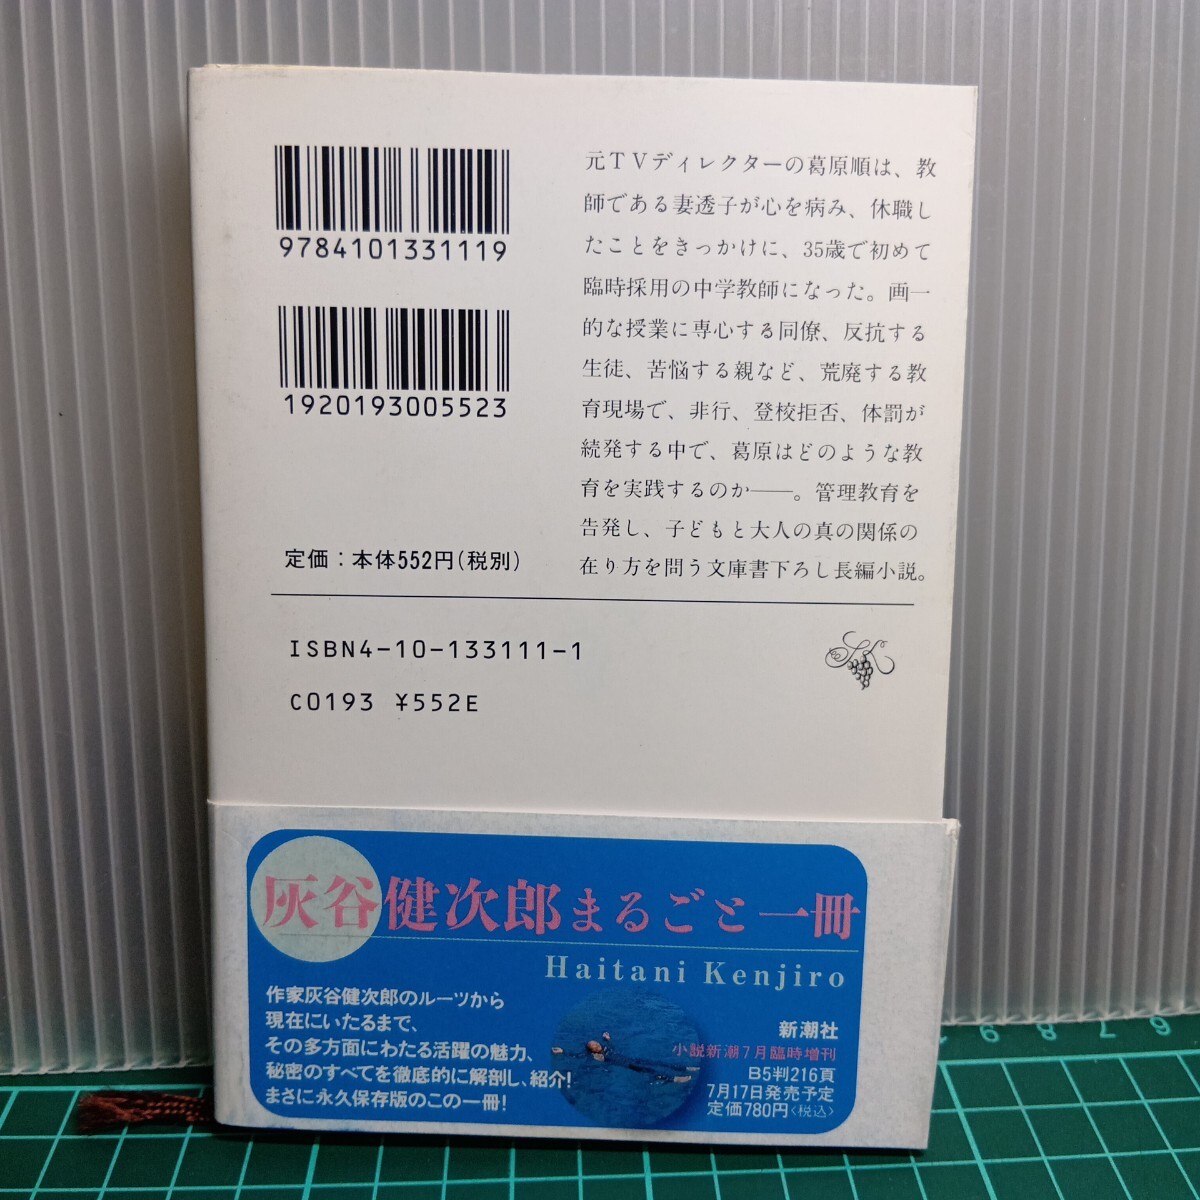 9784101331119
1920193005523
元TVディレクターの葛原順は、教
師である妻透子が心を病み、休職し
たことをきっかけに、35歳で初めて
臨時採用の中学教師になった。画一
的な授業に専心する同僚、反抗する
生徒、苦悩する親など、荒廃する教
育現場で、非行、登校拒否、体罰が
続発する中で、葛原はどのような教
育を実践するのか――。管理教育を
告発し、子どもと大人の真の関係の
在り方を問う文庫書下ろし長編小説。
定価：本体552円(税別)
ISBN4-10-133111-1
C0193 ¥552E
灰谷健次郎まるごと一冊
Haitani Kenjiro
作家灰谷健次郎のルーツから
現在にいたるまで、
その多方面にわたる活躍の魅力、
秘密のすべてを徹底的に解剖し、紹介!
まさに永久保存版のこの一冊!
新潮社
小説新潮7月臨時増刊
B5判216頁
7月17日発売予定
定価780円〈税込〉
9 8 7 6